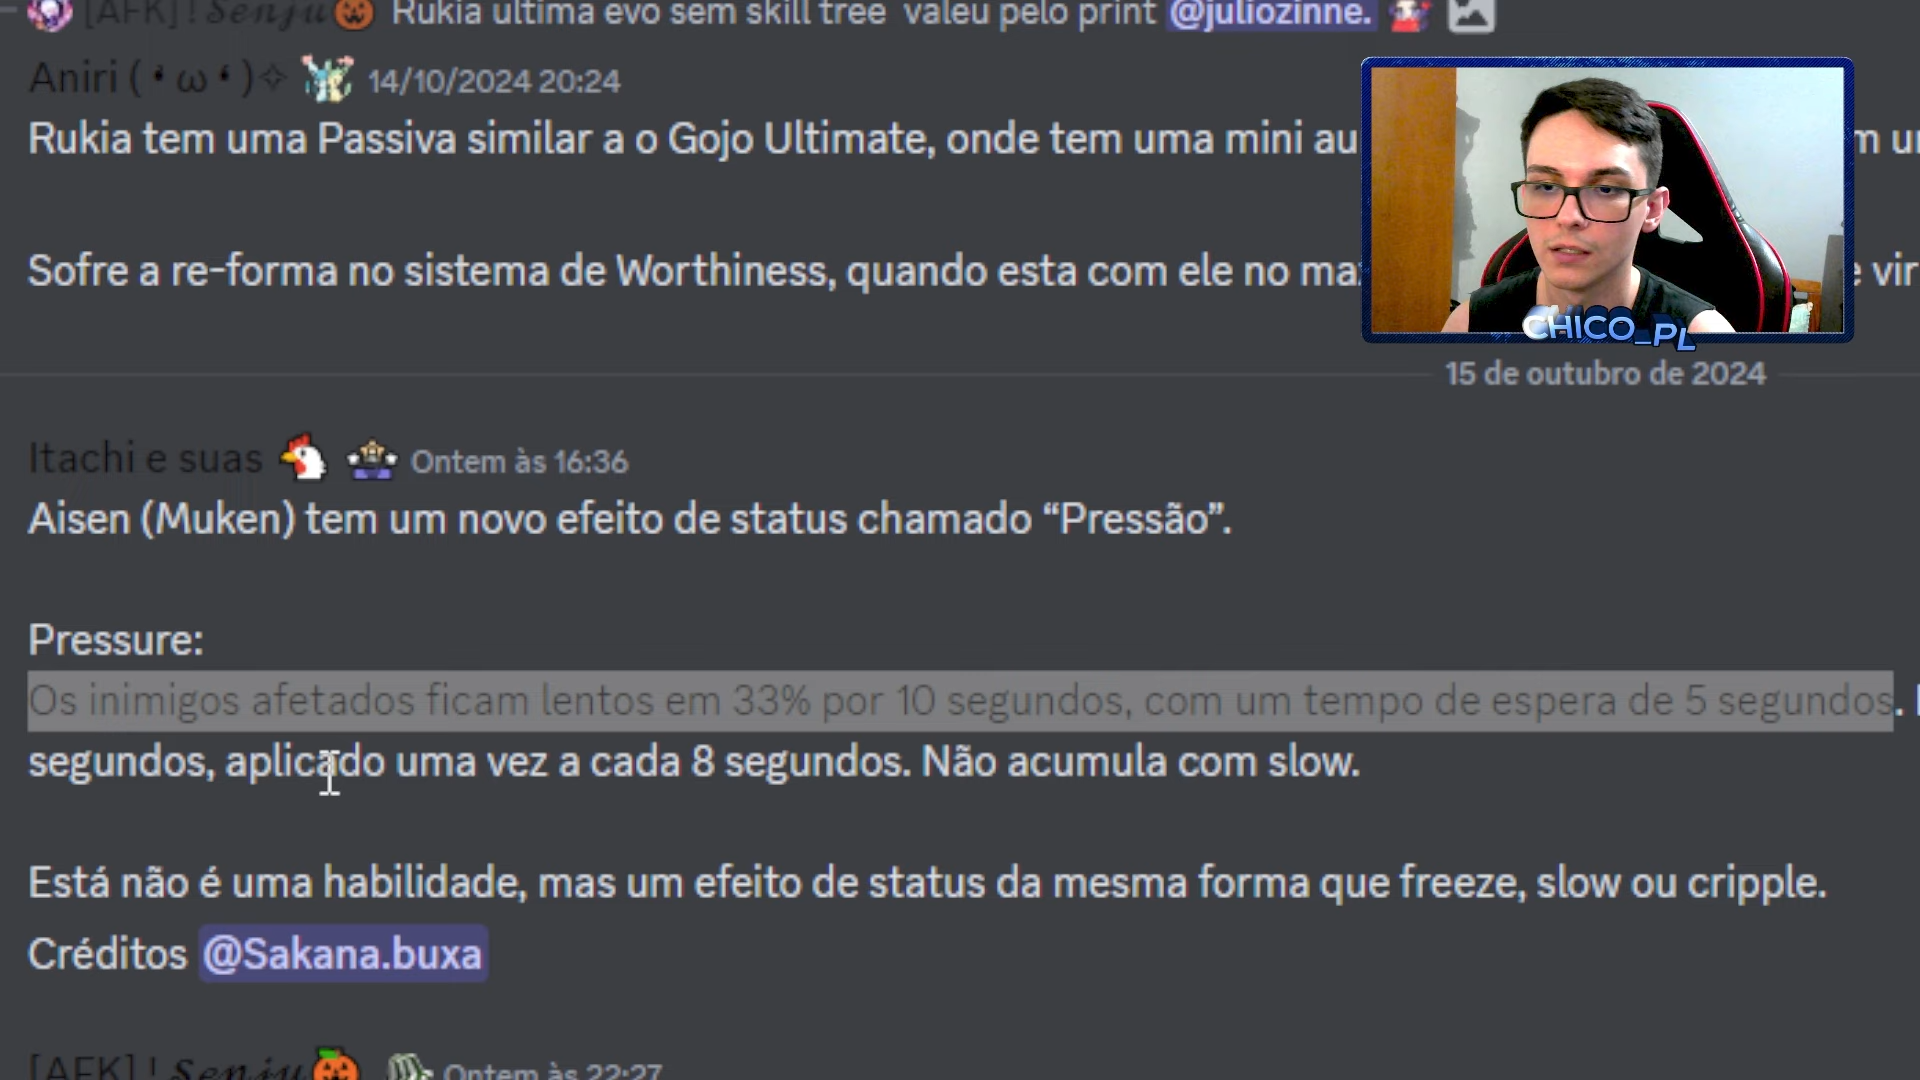 [AFK] ! Senju Rukia ultima evo sem skill tree valeu pelo print @juliozinne.
Aniri ( ❛ ω ❛ )✧ 14/10/2024 20:24
Rukia tem uma Passiva similar a o Gojo Ultimate, onde tem uma mini au
Sofre a re-forma no sistema de Worthiness, quando esta com ele no ma
vir
CHICO_PL
15 de outubro de 2024
Itachi e suas Ontem às 16:36
Aisen (Muken) tem um novo efeito de status chamado “Pressão”.
Pressure:
Os inimigos afetados ficam lentos em 33% por 10 segundos, com um tempo de espera de 5 segundos.
segundos, aplicado uma vez a cada 8 segundos. Não acumula com slow.
Está não é uma habilidade, mas um efeito de status da mesma forma que freeze, slow ou cripple.
Créditos @Sakana.buxa
[AFK] ! Senju Ontem às 22:27